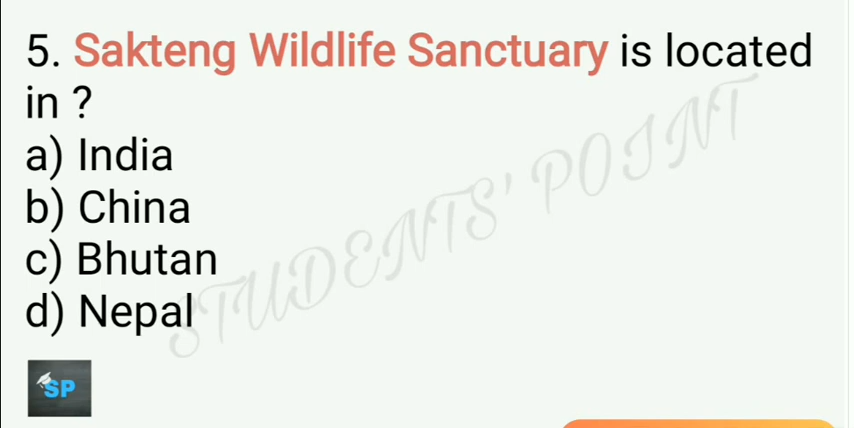 5. Sakteng Wildlife Sanctuary is located
in ?
a) India
b) China
c) Bhutan
d) Nepal
STUDENTS' POINT
SP